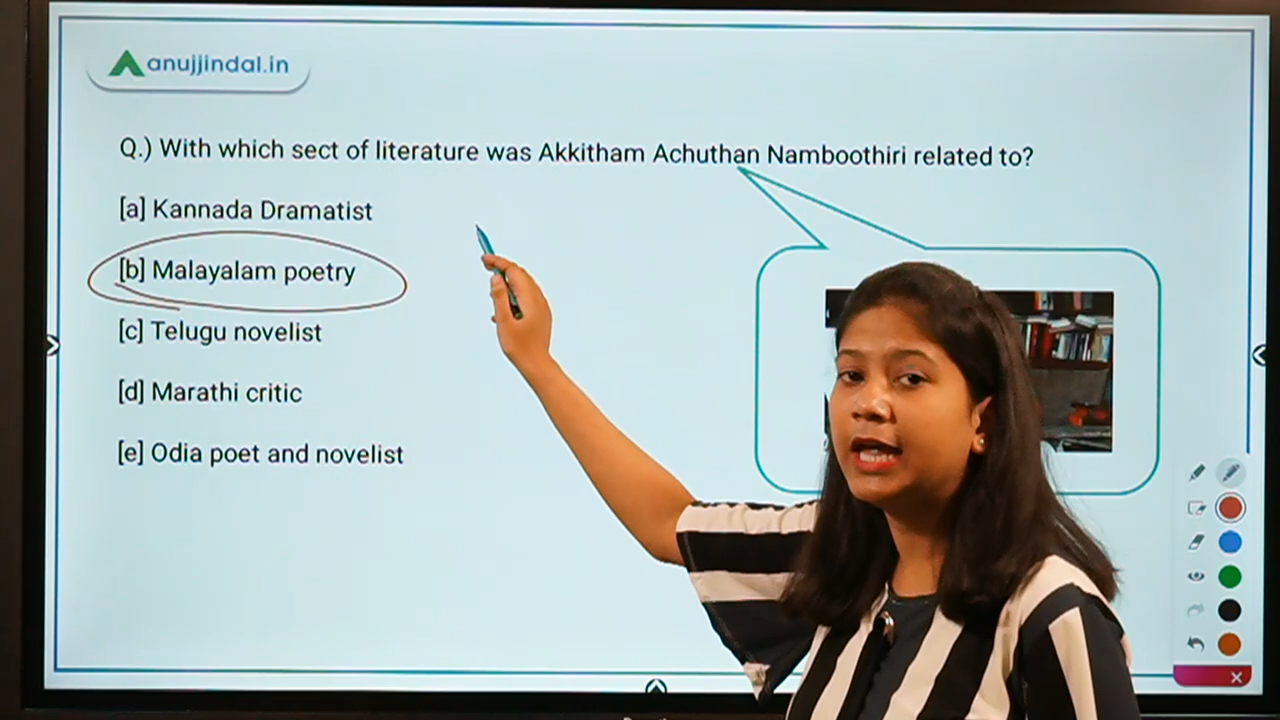 anujjindal.in
Q.) With which sect of literature was Akkitham Achuthan Namboothiri related to?
[a] Kannada Dramatist
[b] Malayalam poetry
[c] Telugu novelist
[d] Marathi critic
[e] Odia poet and novelist